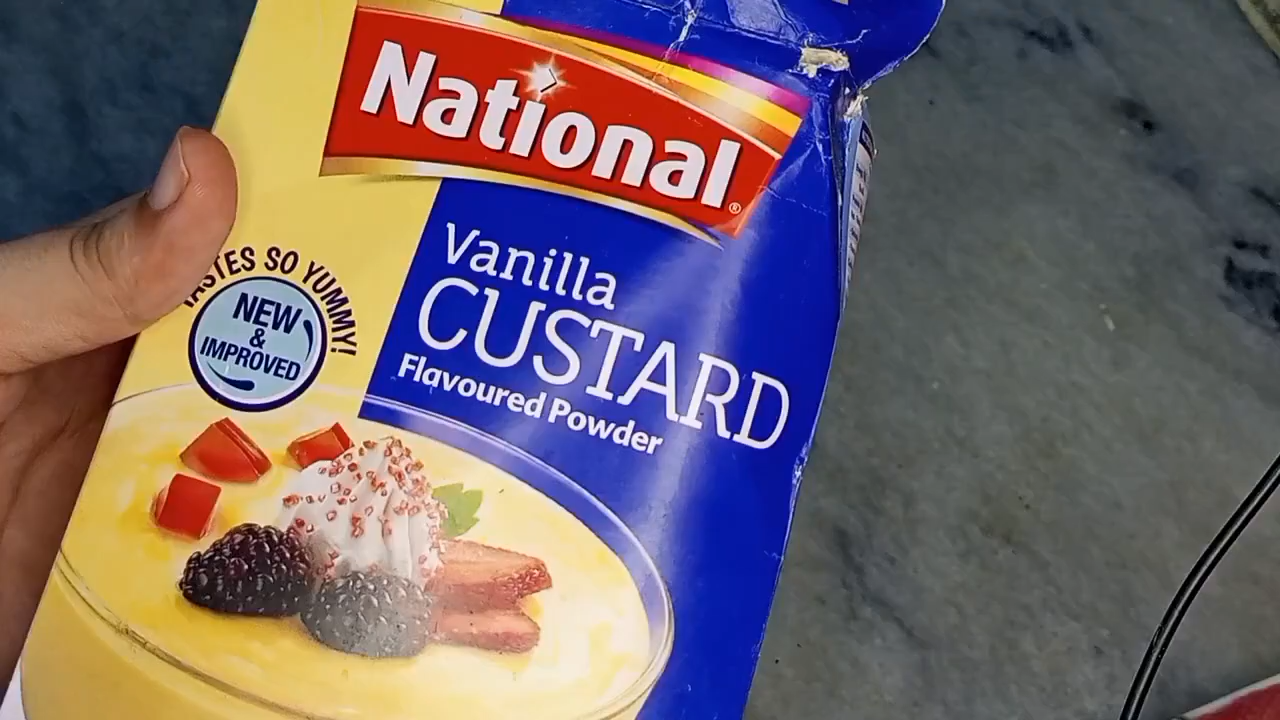 National®
Vanilla
CUSTARD
Flavoured Powder
TASTES SO YUMMY!
NEW
&
IMPROVED